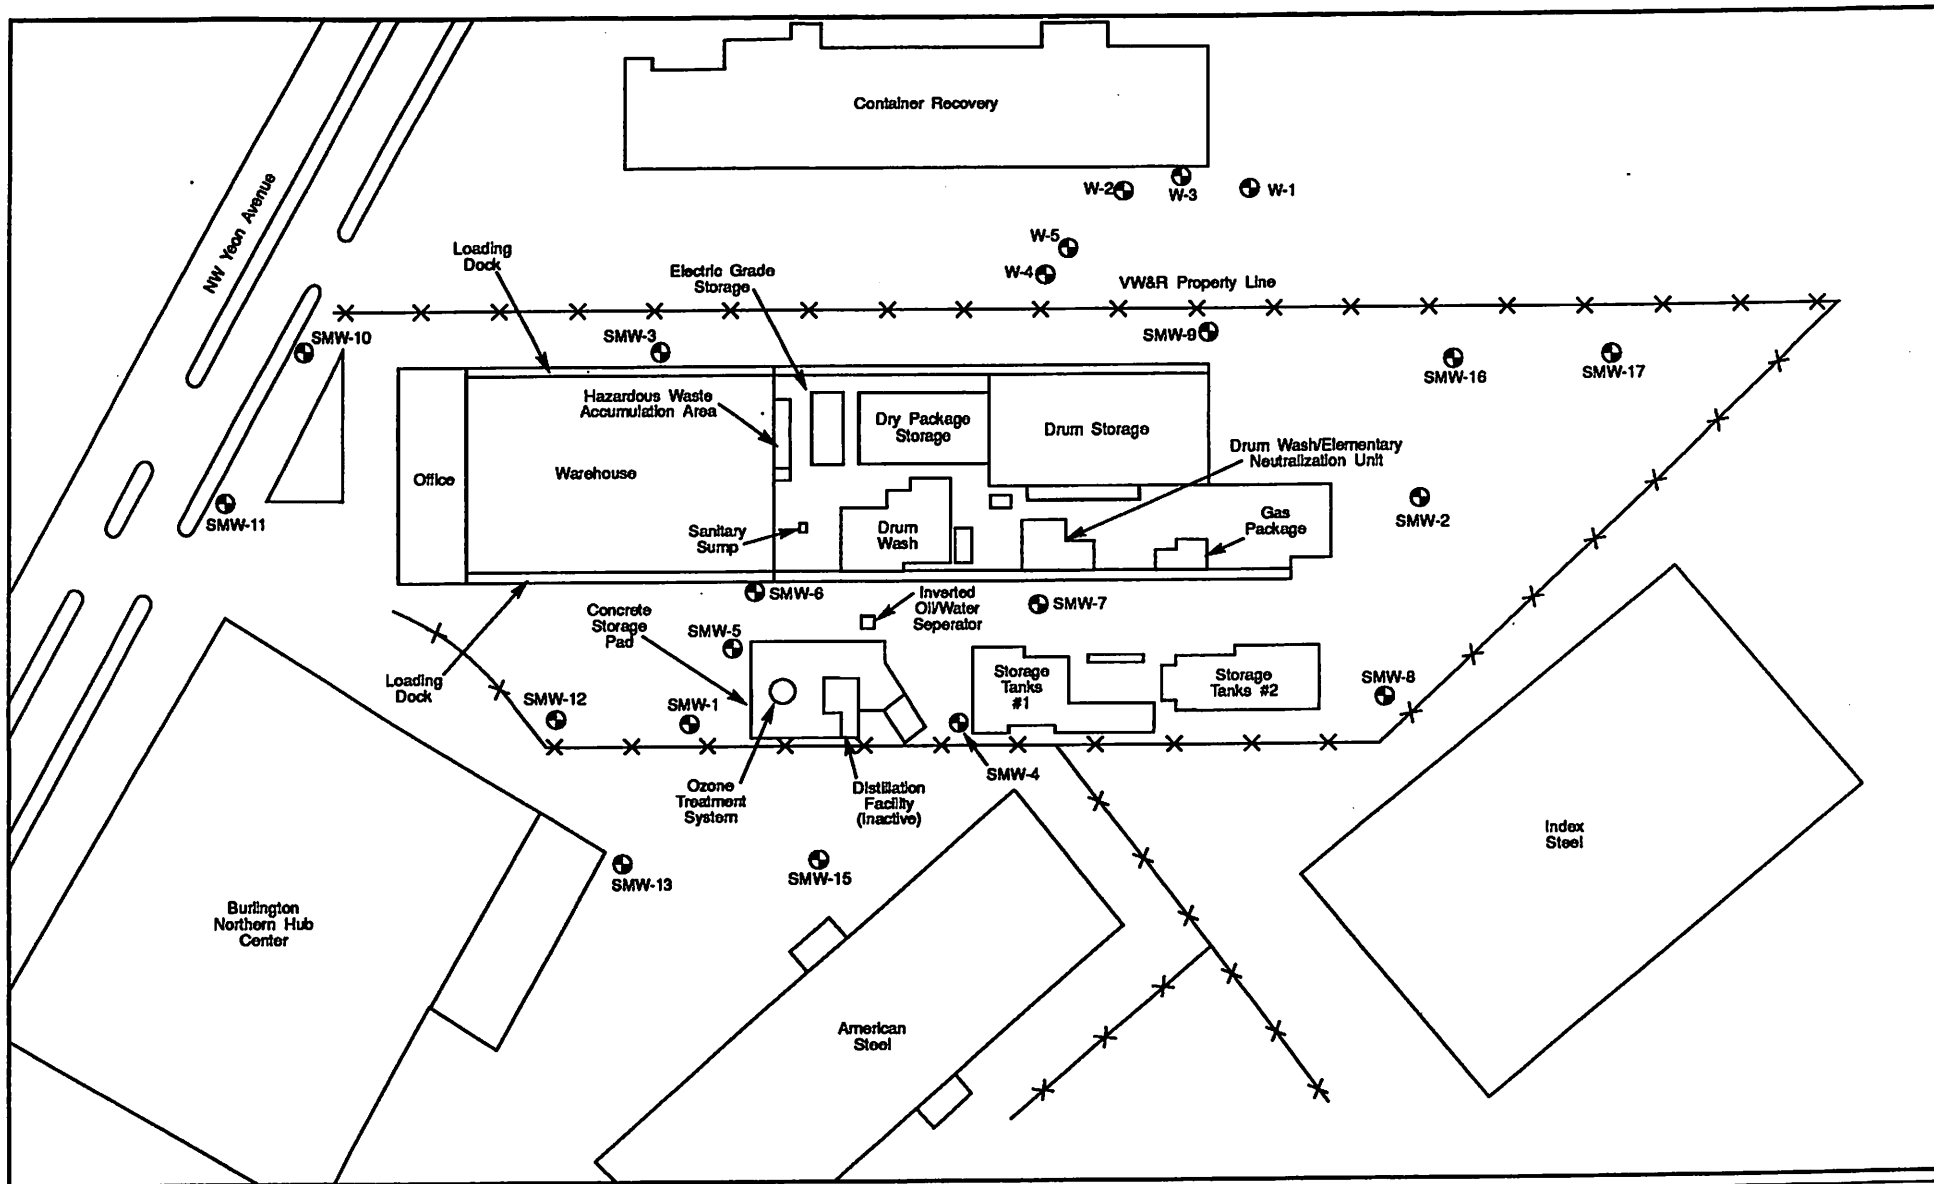 Container Recovery
NW Yeon Avenue
W-2
W-3
W-1
W-5
W-4
Loading
Dock
Electric Grade
Storage
VW&R Property Line
SMW-10
SMW-3
SMW-9
SMW-16
SMW-17
Hazardous Waste
Accumulation Area
Dry Package
Storage
Drum Storage
Drum Wash/Elementary
Neutralization Unit
Office
Warehouse
SMW-11
SMW-2
Sanitary
Sump
Drum
Wash
Gas
Package
SMW-6
Inverted
Oil/Water
Seperator
SMW-7
Concrete
Storage
Pad
SMW-5
Loading
Dock
Storage
Tanks
#1
Storage
Tanks #2
SMW-8
SMW-12
SMW-1
SMW-4
Ozone
Treatment
System
Distillation
Facility
(Inactive)
Index
Steel
SMW-13
SMW-15
Burlington
Northern Hub
Center
American
Steel